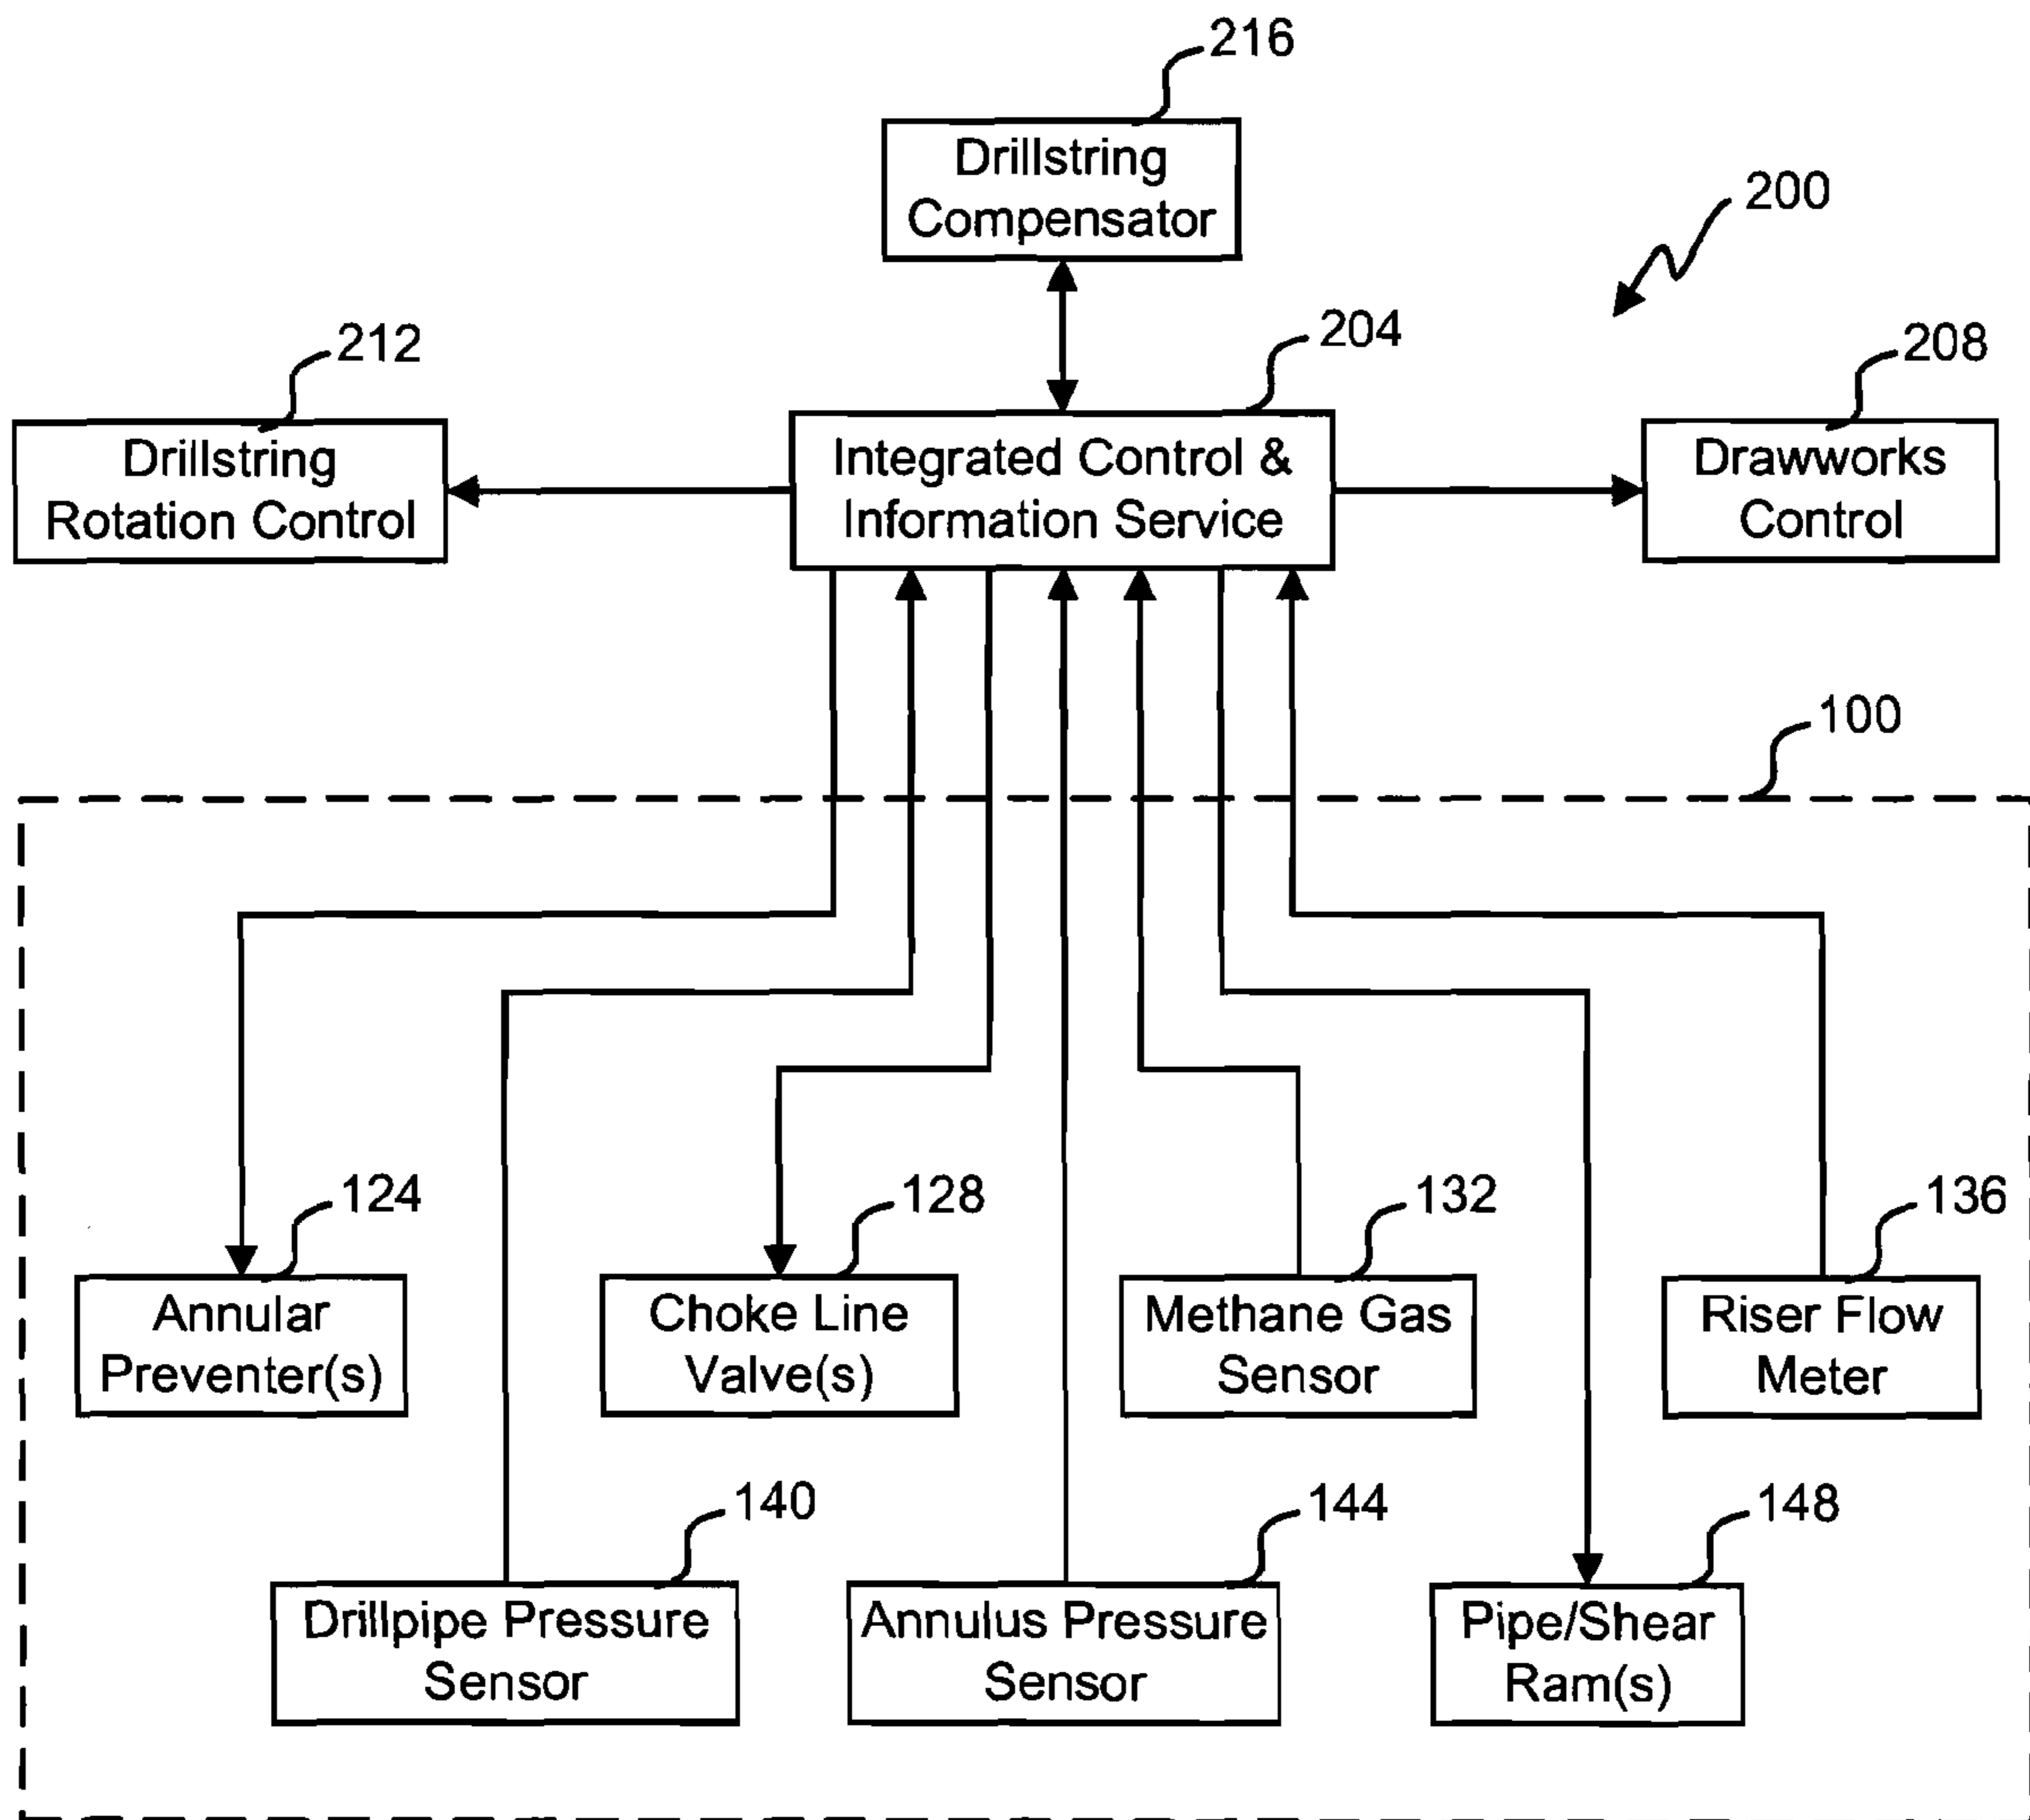 216
Drillstring
Compensator
200
212
204
208
Drillstring
Rotation Control
Integrated Control &
Information Service
Drawworks
Control
100
124
128
132
136
Annular
Preventer(s)
Choke Line
Valve(s)
Methane Gas
Sensor
Riser Flow
Meter
140
144
148
Drillpipe Pressure
Sensor
Annulus Pressure
Sensor
Pipe/Shear
Ram(s)